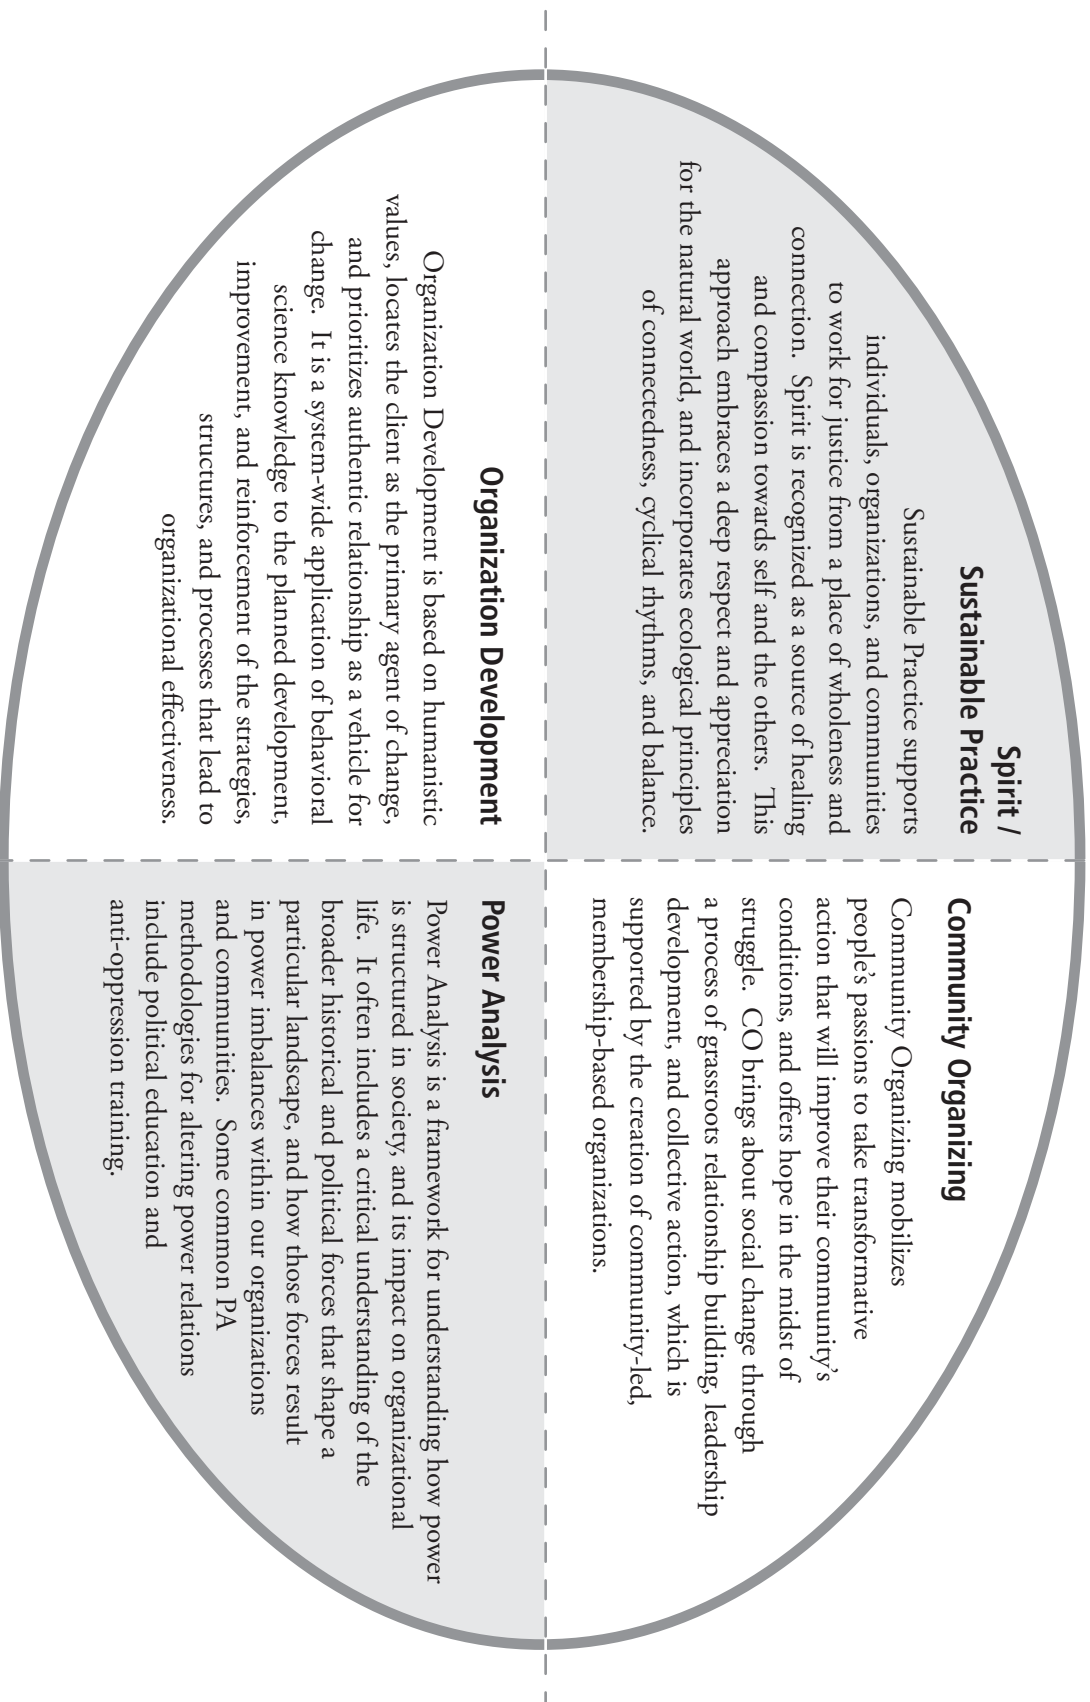 Spirit /
Sustainable Practice
Sustainable Practice supports
individuals, organizations, and communities
to work for justice from a place of wholeness and
connection.  Spirit is recognized as a source of healing
and compassion towards self and the others.  This
approach embraces a deep respect and appreciation
for the natural world, and incorporates ecological principles
of connectedness, cyclical rhythms, and balance.
Community Organizing
Community Organizing mobilizes
people’s passions to take transformative
action that will improve their community’s
conditions, and offers hope in the midst of
struggle.  CO brings about social change through
a process of grassroots relationship building, leadership
development, and collective action, which is
supported by the creation of community-led,
membership-based organizations.
Organization Development
Organization Development is based on humanistic
values, locates the client as the primary agent of change,
and prioritizes authentic relationship as a vehicle for
change.  It is a system-wide application of behavioral
science knowledge to the planned development,
improvement, and reinforcement of the strategies,
structures, and processes that lead to
organizational effectiveness.
Power Analysis
Power Analysis is a framework for understanding how power
is structured in society, and its impact on organizational
life.  It often includes a critical understanding of the
broader historical and political forces that shape a
particular landscape, and how those forces result
in power imbalances within our organizations
and communities.  Some common PA
methodologies for altering power relations
include political education and
anti-oppression training.